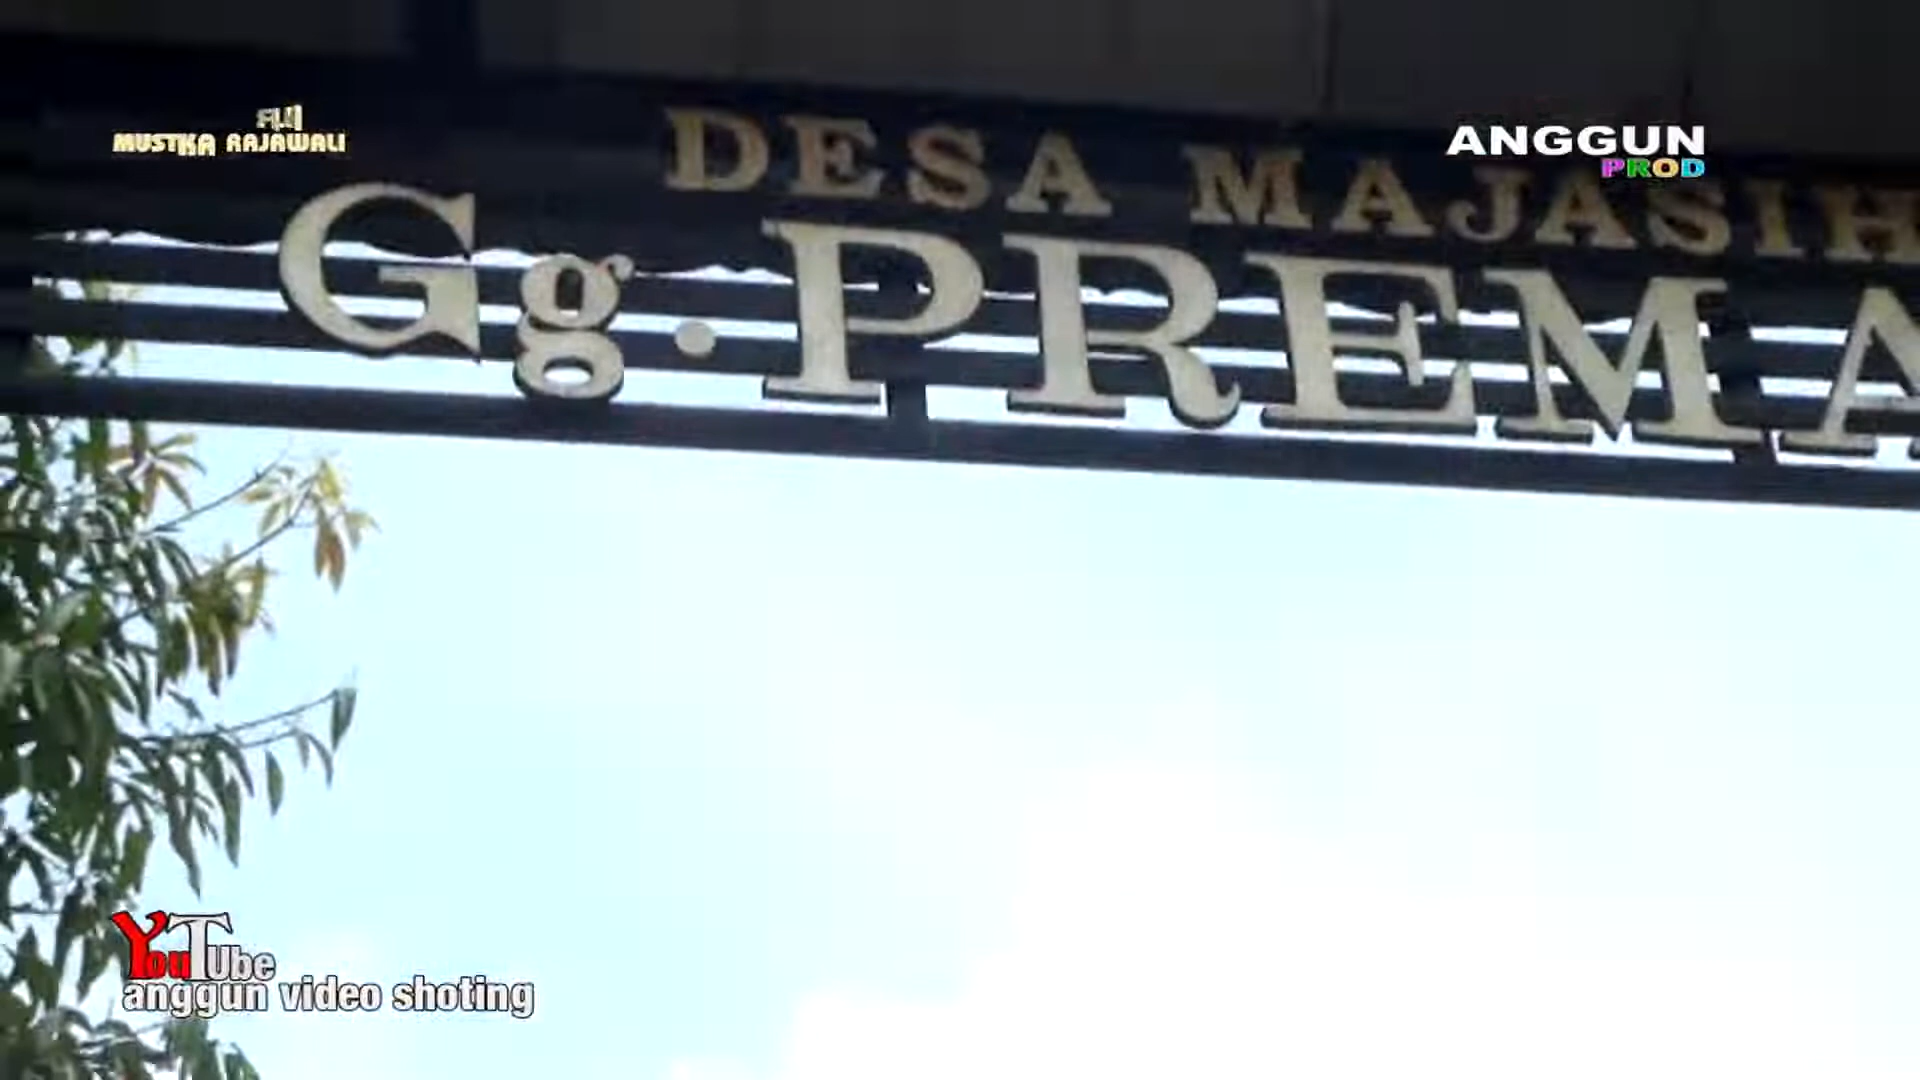 MUSTIKA RAJAWALI
ANGGUN
PROD
DESA MAJASIH
Gg. PREMA
YouTube
anggun video shoting